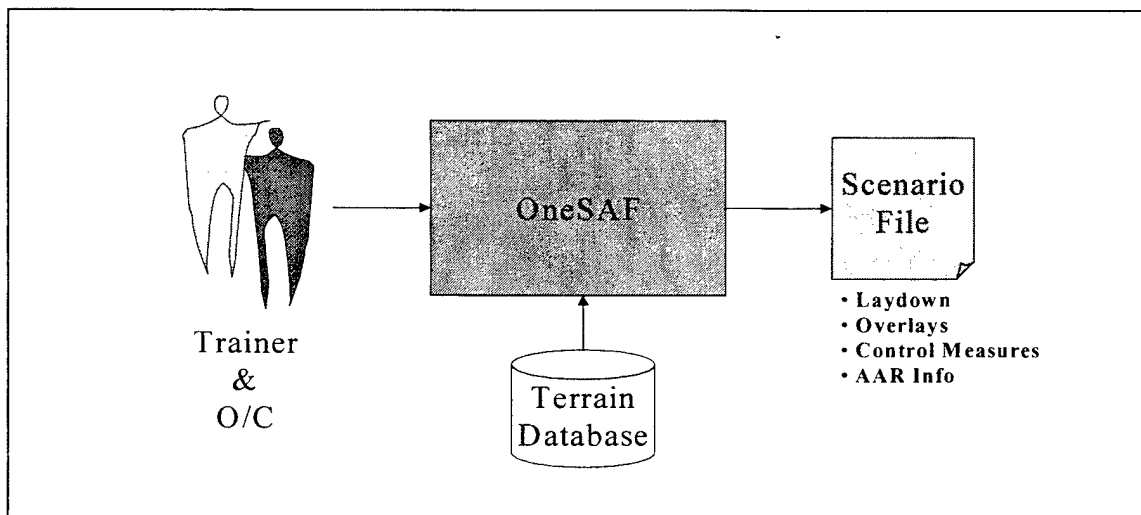 Trainer
&
O/C
OneSAF
Terrain
Database
Scenario
File
• Laydown
• Overlays
• Control Measures
• AAR Info